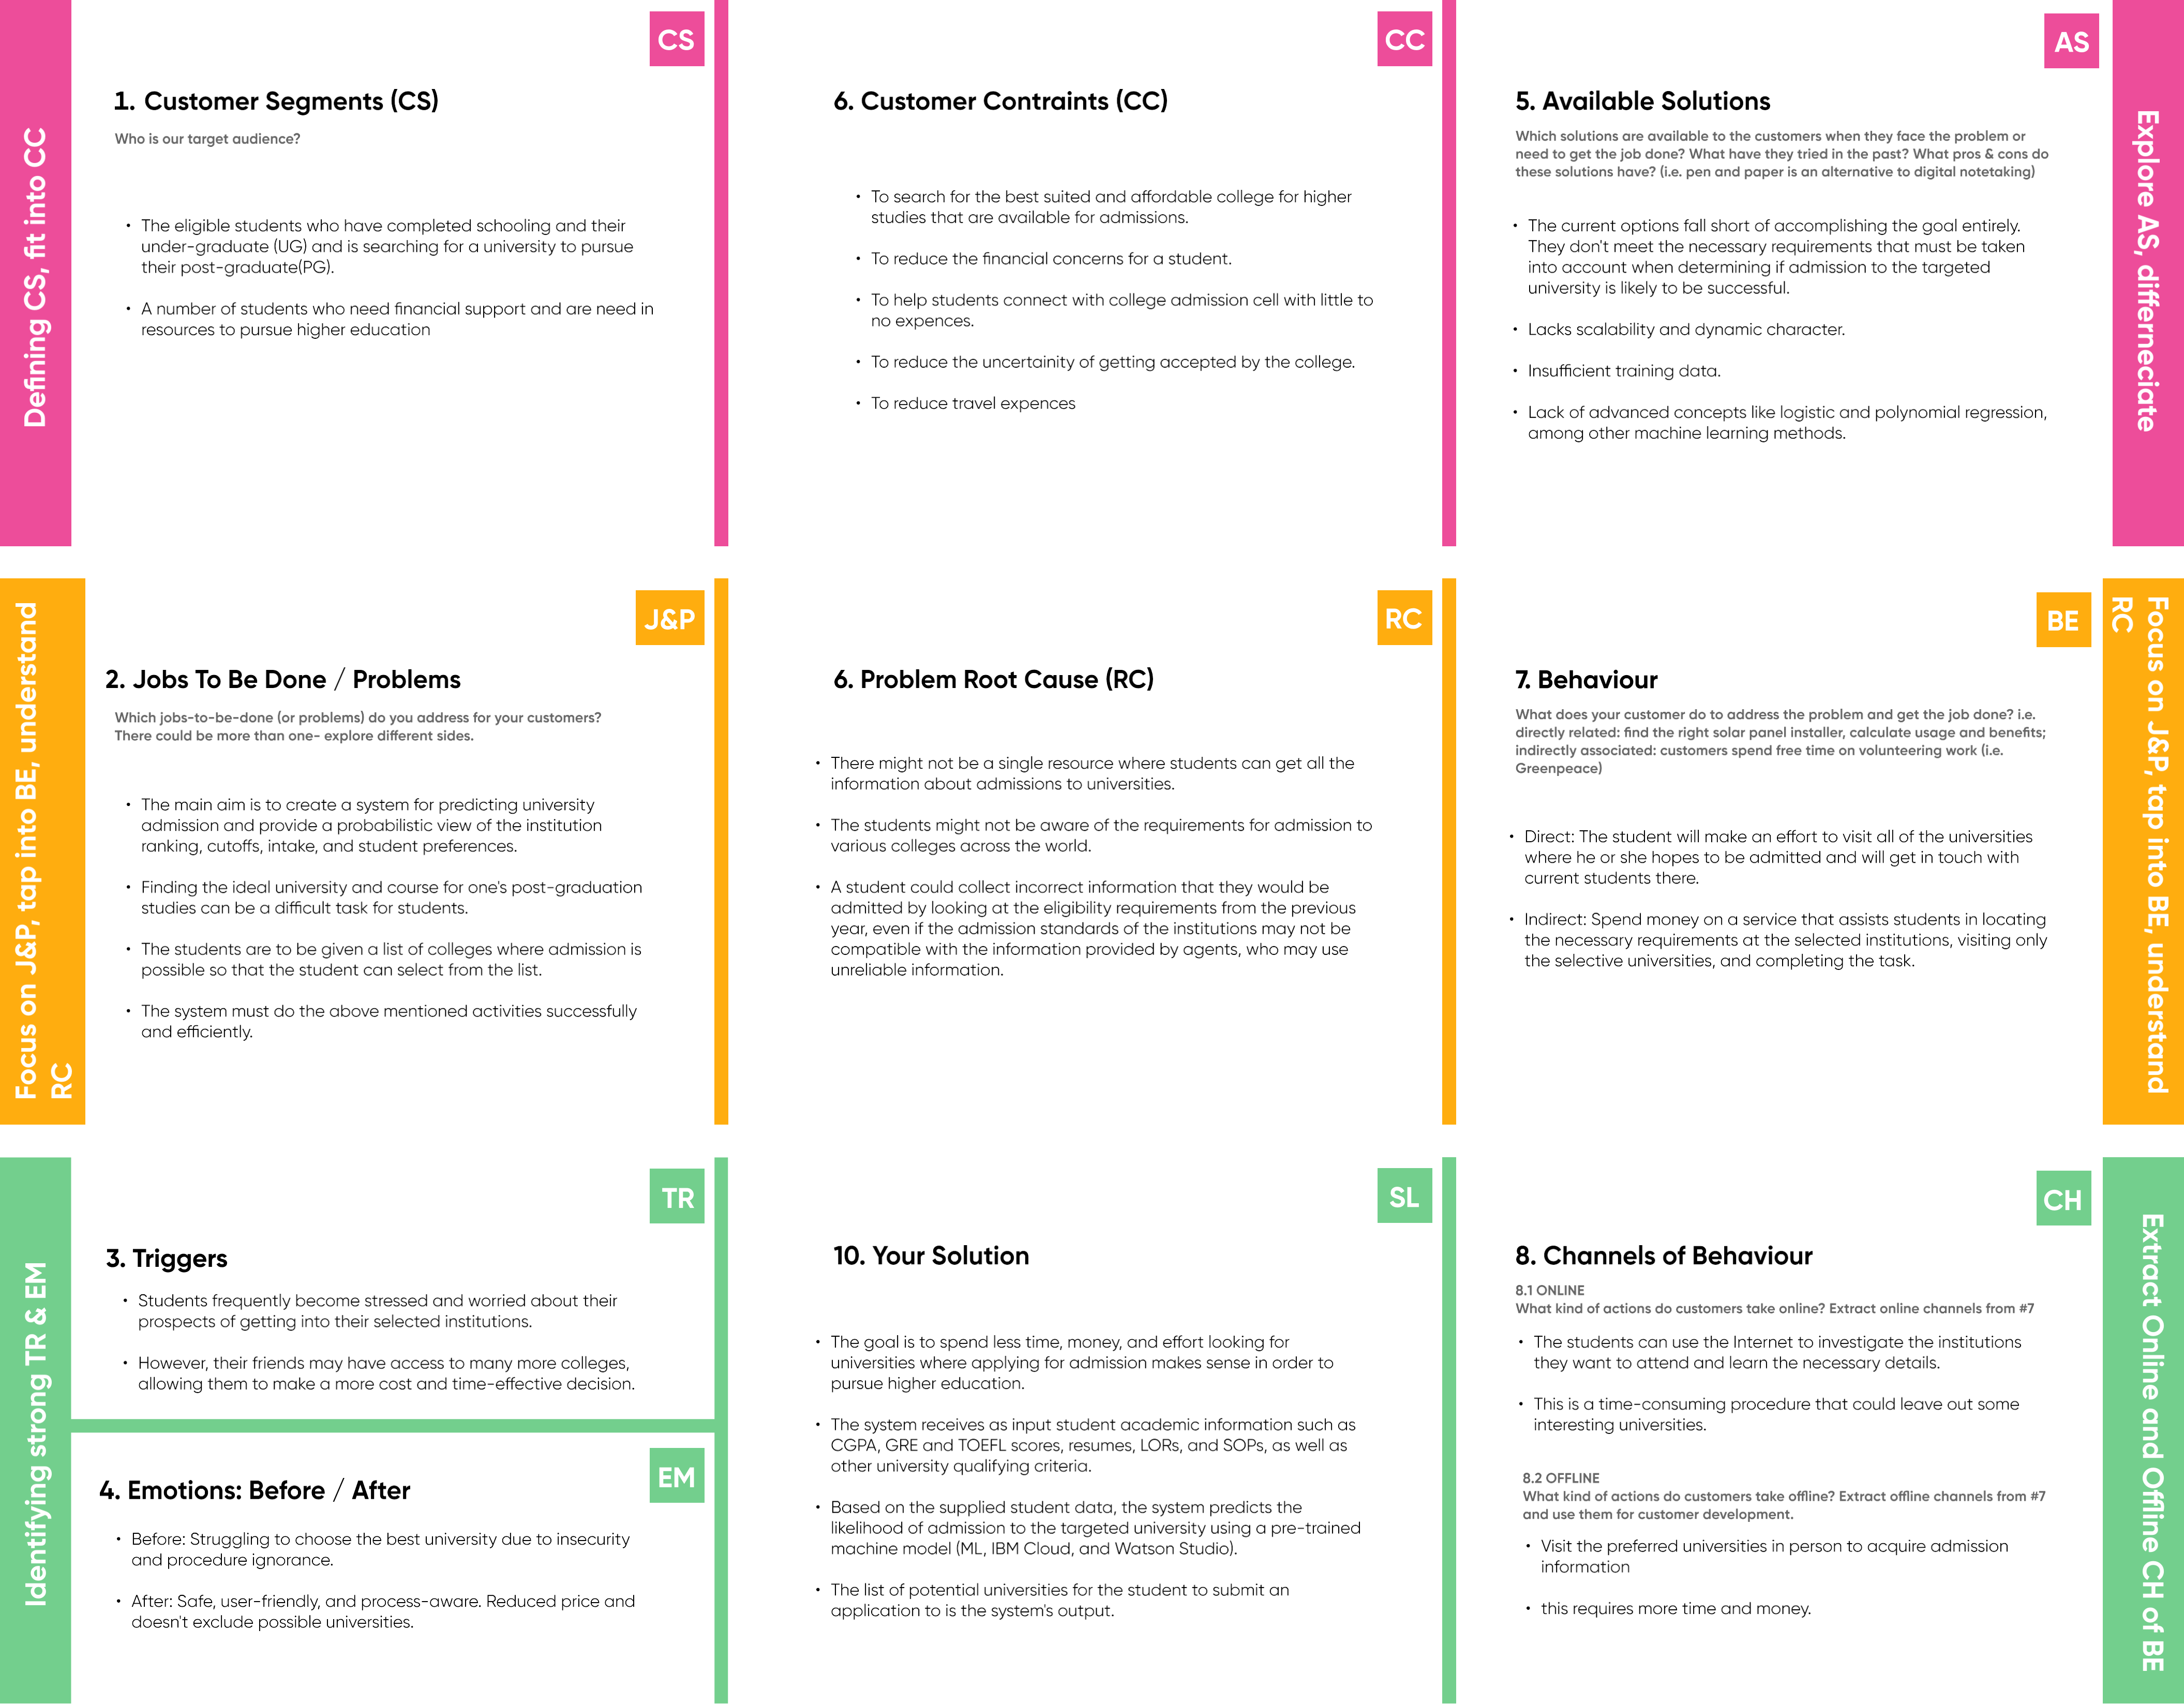 Defining CS, fit into CC
CS
1. Customer Segments (CS)
Who is our target audience?
• The eligible students who have completed schooling and their
under-graduate (UG) and is searching for a university to pursue
their post-graduate(PG).
• A number of students who need financial support and are need in
resources to pursue higher education
CC
6. Customer Contraints (CC)
• To search for the best suited and affordable college for higher
studies that are available for admissions.
• To reduce the financial concerns for a student.
• To help students connect with college admission cell with little to
no expences.
• To reduce the uncertainity of getting accepted by the college.
• To reduce travel expences
AS
5. Available Solutions
Which solutions are available to the customers when they face the problem or
need to get the job done? What have they tried in the past? What pros & cons do
these solutions have? (i.e. pen and paper is an alternative to digital notetaking)
• The current options fall short of accomplishing the goal entirely.
They don't meet the necessary requirements that must be taken
into account when determining if admission to the targeted
university is likely to be successful.
• Lacks scalability and dynamic character.
• Insufficient training data.
• Lack of advanced concepts like logistic and polynomial regression,
among other machine learning methods.
Explore AS, differneciate
Focus on J&P, tap into BE, understand
RC
J&P
2. Jobs To Be Done / Problems
Which jobs-to-be-done (or problems) do you address for your customers?
There could be more than one- explore different sides.
• The main aim is to create a system for predicting university
admission and provide a probabilistic view of the institution
ranking, cutoffs, intake, and student preferences.
• Finding the ideal university and course for one's post-graduation
studies can be a difficult task for students.
• The students are to be given a list of colleges where admission is
possible so that the student can select from the list.
• The system must do the above mentioned activities successfully
and efficiently.
RC
6. Problem Root Cause (RC)
• There might not be a single resource where students can get all the
information about admissions to universities.
• The students might not be aware of the requirements for admission to
various colleges across the world.
• A student could collect incorrect information that they would be
admitted by looking at the eligibility requirements from the previous
year, even if the admission standards of the institutions may not be
compatible with the information provided by agents, who may use
unreliable information.
BE
7. Behaviour
What does your customer do to address the problem and get the job done? i.e.
directly related: find the right solar panel installer, calculate usage and benefits;
indirectly associated: customers spend free time on volunteering work (i.e.
Greenpeace)
• Direct: The student will make an effort to visit all of the universities
where he or she hopes to be admitted and will get in touch with
current students there.
• Indirect: Spend money on a service that assists students in locating
the necessary requirements at the selected institutions, visiting only
the selective universities, and completing the task.
Focus on J&P, tap into BE, understand
RC
Identifying strong TR & EM
TR
3. Triggers
• Students frequently become stressed and worried about their
prospects of getting into their selected institutions.
• However, their friends may have access to many more colleges,
allowing them to make a more cost and time-effective decision.
EM
4. Emotions: Before / After
• Before: Struggling to choose the best university due to insecurity
and procedure ignorance.
• After: Safe, user-friendly, and process-aware. Reduced price and
doesn't exclude possible universities.
SL
10. Your Solution
• The goal is to spend less time, money, and effort looking for
universities where applying for admission makes sense in order to
pursue higher education.
• The system receives as input student academic information such as
CGPA, GRE and TOEFL scores, resumes, LORs, and SOPs, as well as
other university qualifying criteria.
• Based on the supplied student data, the system predicts the
likelihood of admission to the targeted university using a pre-trained
machine model (ML, IBM Cloud, and Watson Studio).
• The list of potential universities for the student to submit an
application to is the system's output.
CH
8. Channels of Behaviour
8.1 ONLINE
What kind of actions do customers take online? Extract online channels from #7
• The students can use the Internet to investigate the institutions
they want to attend and learn the necessary details.
• This is a time-consuming procedure that could leave out some
interesting universities.
8.2 OFFLINE
What kind of actions do customers take offline? Extract offline channels from #7
and use them for customer development.
• Visit the preferred universities in person to acquire admission
information
• this requires more time and money.
Extract Online and Offline CH of BE